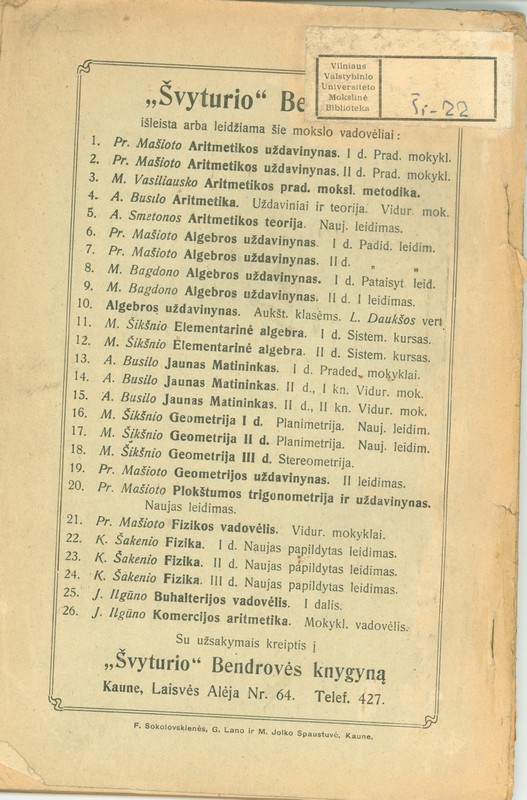 Vilniaus
Valstybinio
Universiteto
Mokslinė
Biblioteka
Šr-22
„Švyturio“ Be
išleista arba leidžiama šie mokslo vadovėliai:
1. Pr. Mašioto Aritmetikos uždavinynas. I d. Prad. mokykl.
2. Pr. Mašioto Aritmetikos uždavinynas. II d. Prad. mokykl.
3. M. Vasiliausko Aritmetikos prad. moksl. metodika.
4. A. Busilo Aritmetika. Uždaviniai ir teorija. Vidur. mok.
5. A. Smetonos Aritmetikos teorija. Nauj. leidimas.
6. Pr. Mašioto Algebros uždavinynas. I d. Padid. leidim.
7. Pr. Mašioto Algebros uždavinynas. II d. „ „
8. M. Bagdono Algebros uždavinynas. I d. Pataisyt leid.
9. M. Bagdono Algebros uždavinynas. II d. I leidimas.
10. Algebros uždavinynas. Aukšt. klasėms. L. Daukšos vert
11. M. Šikšnio Elementarinė algebra. I d. Sistem. kursas.
12. M. Šikšnio Elementarinė algebra. II d. Sistem. kursas.
13. A. Busilo Jaunas Matininkas. I d. Praded. mokyklai.
14. A. Busilo Jaunas Matininkas. II d., I kn. Vidur. mok.
15. A. Busilo Jaunas Matininkas. II d., II kn. Vidur. mok.
16. M. Šikšnio Geometrija I d. Planimetrija. Nauj. leidim.
17. M. Šikšnio Geometrija II d. Planimetrija. Nauj. leidim.
18. M. Šikšnio Geometrija III d. Stereometrija.
19. Pr. Mašioto Geometrijos uždavinynas. II leidimas.
20. Pr. Mašioto Plokštumos trigonometrija ir uždavinynas.
Naujas leidimas.
21. Pr. Mašioto Fizikos vadovėlis. Vidur. mokyklai.
22. K. Šakenio Fizika. I d. Naujas papildytas leidimas.
23. K. Šakenio Fizika. II d. Naujas papildytas leidimas.
24. K. Šakenio Fizika. III d. Naujas papildytas leidimas.
25. J. Ilgūno Buhalterijos vadovėlis. I dalis.
26. J. Ilgūno Komercijos aritmetika. Mokykl. vadovėlis.
Su užsakymais kreiptis į
„Švyturio“ Bendrovės knygyną
Kaune, Laisvės Alėja Nr. 64. Telef. 427.
F. Sokolovskienės, G. Lano ir M. Joiko Spaustuvė, Kaune.